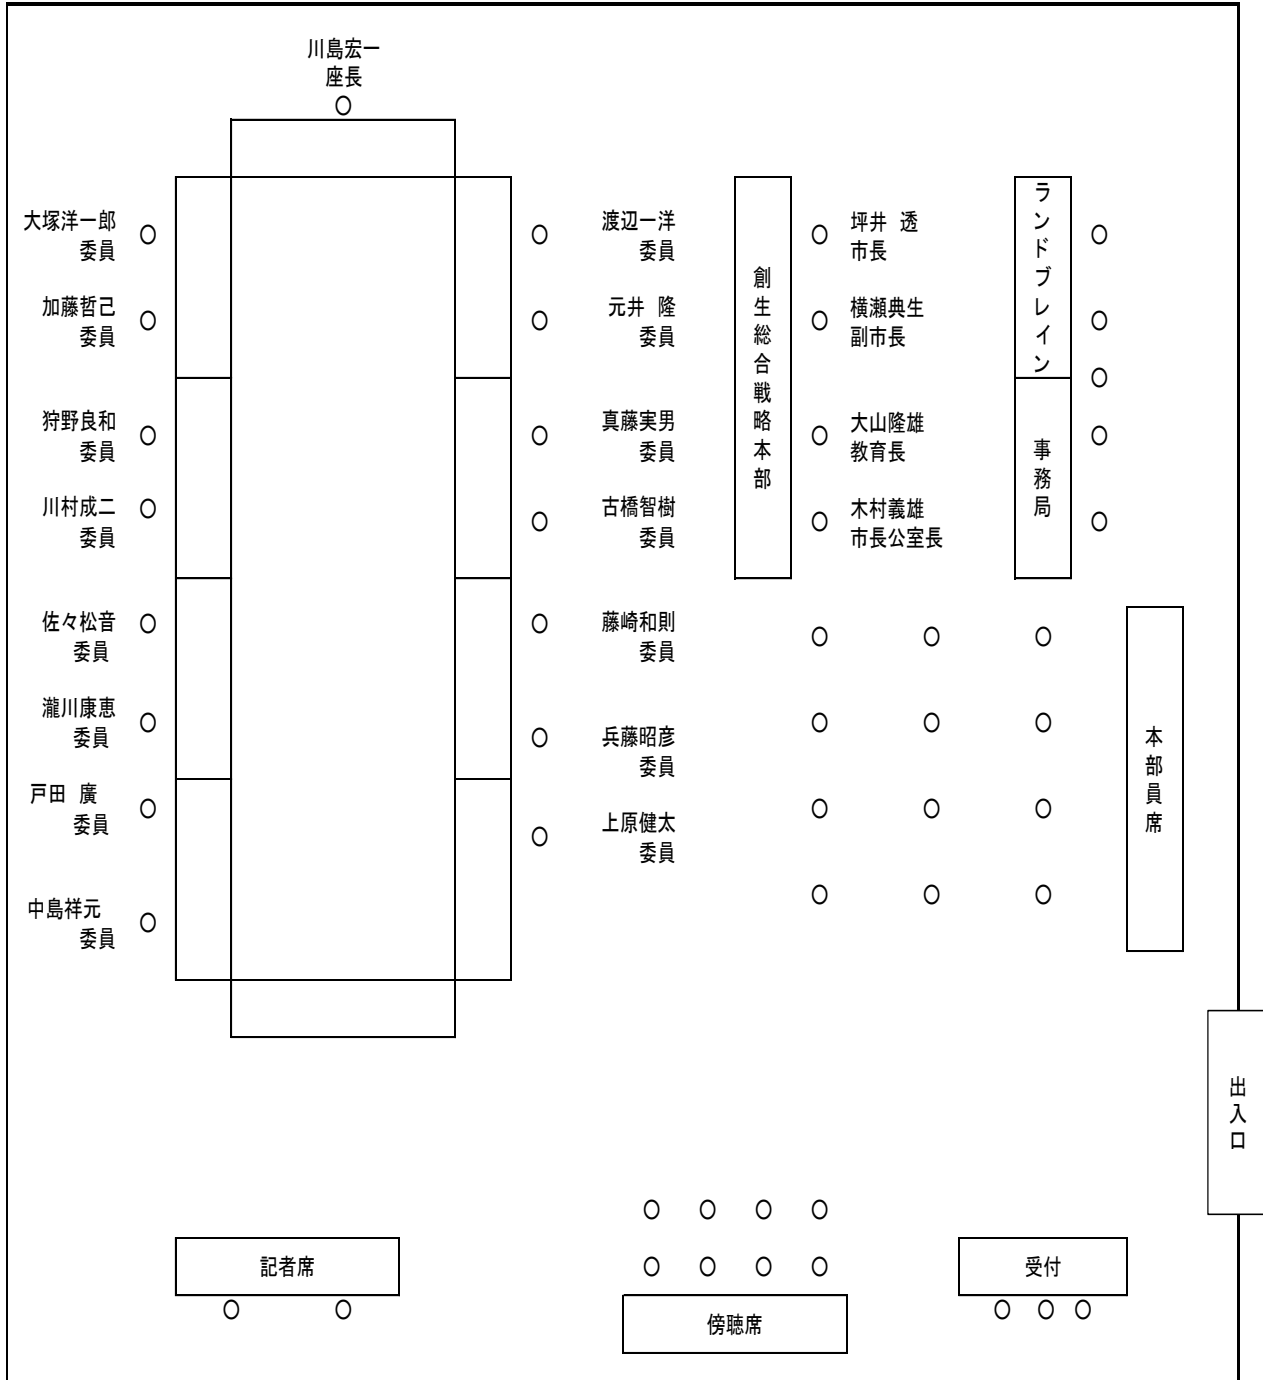 川島宏一
座長
大塚洋一郎
委員
加藤哲己
委員
狩野良和
委員
川村成二
委員
佐々松音
委員
瀧川康恵
委員
戸田 廣
委員
中島祥元
委員
渡辺一洋
委員
元井 隆
委員
真藤実男
委員
古橋智樹
委員
藤崎和則
委員
兵藤昭彦
委員
上原健太
委員
創生総合戦略本部
坪井 透
市長
横瀬典生
副市長
大山隆雄
教育長
木村義雄
市長公室長
ランドブレイン
事務局
本部員席
出入口
記者席
傍聴席
受付